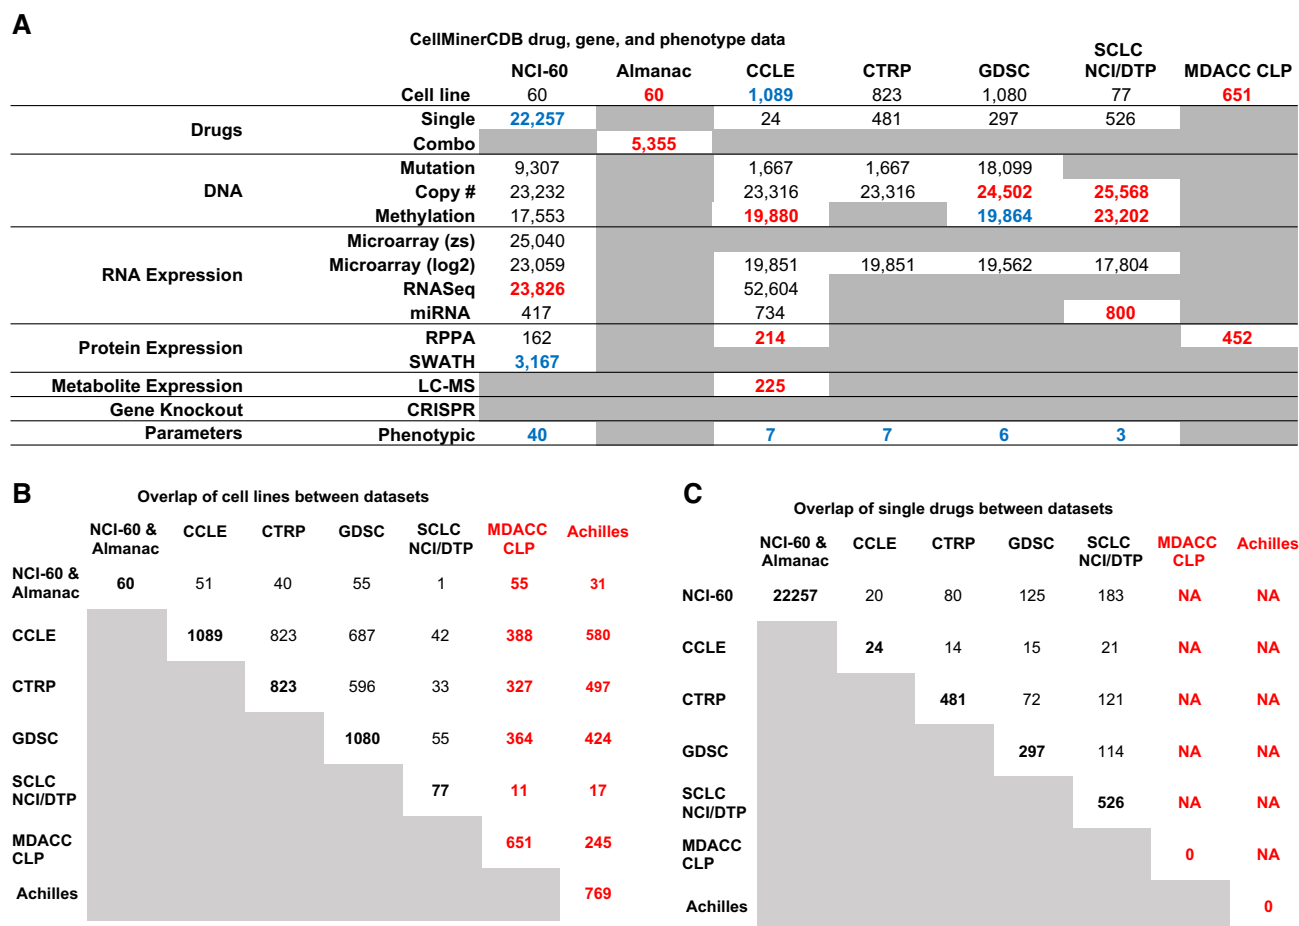 A
CellMinerCDB drug, gene, and phenotype data
NCI-60 Almanac CCLE CTRP GDSC SCLC NCI/DTP MDACC CLP
Cell line 60 60 1,089 823 1,080 77 651
Drugs
Single 22,257 24 481 297 526
Combo 5,355
DNA
Mutation 9,307 1,667 1,667 18,099
Copy # 23,232 23,316 23,316 24,502 25,568
Methylation 17,553 19,880 19,864 23,202
RNA Expression
Microarray (zs) 25,040
Microarray (log2) 23,059 19,851 19,851 19,562 17,804
RNASeq 23,826 52,604
miRNA 417 734 800
Protein Expression
RPPA 162 214 452
SWATH 3,167
Metabolite Expression LC-MS 225
Gene Knockout CRISPR
Parameters Phenotypic 40 7 7 6 3
B
Overlap of cell lines between datasets
NCI-60 & Almanac CCLE CTRP GDSC SCLC NCI/DTP MDACC CLP Achilles
NCI-60 & Almanac 60 51 40 55 1 55 31
CCLE 1089 823 687 42 388 580
CTRP 823 596 33 327 497
GDSC 1080 55 364 424
SCLC NCI/DTP 77 11 17
MDACC CLP 651 245
Achilles 769
C
Overlap of single drugs between datasets
NCI-60 & Almanac CCLE CTRP GDSC SCLC NCI/DTP MDACC CLP Achilles
NCI-60 22257 20 80 125 183 NA NA
CCLE 24 14 15 21 NA NA
CTRP 481 72 121 NA NA
GDSC 297 114 NA NA
SCLC NCI/DTP 526 NA NA
MDACC CLP 0 NA
Achilles 0